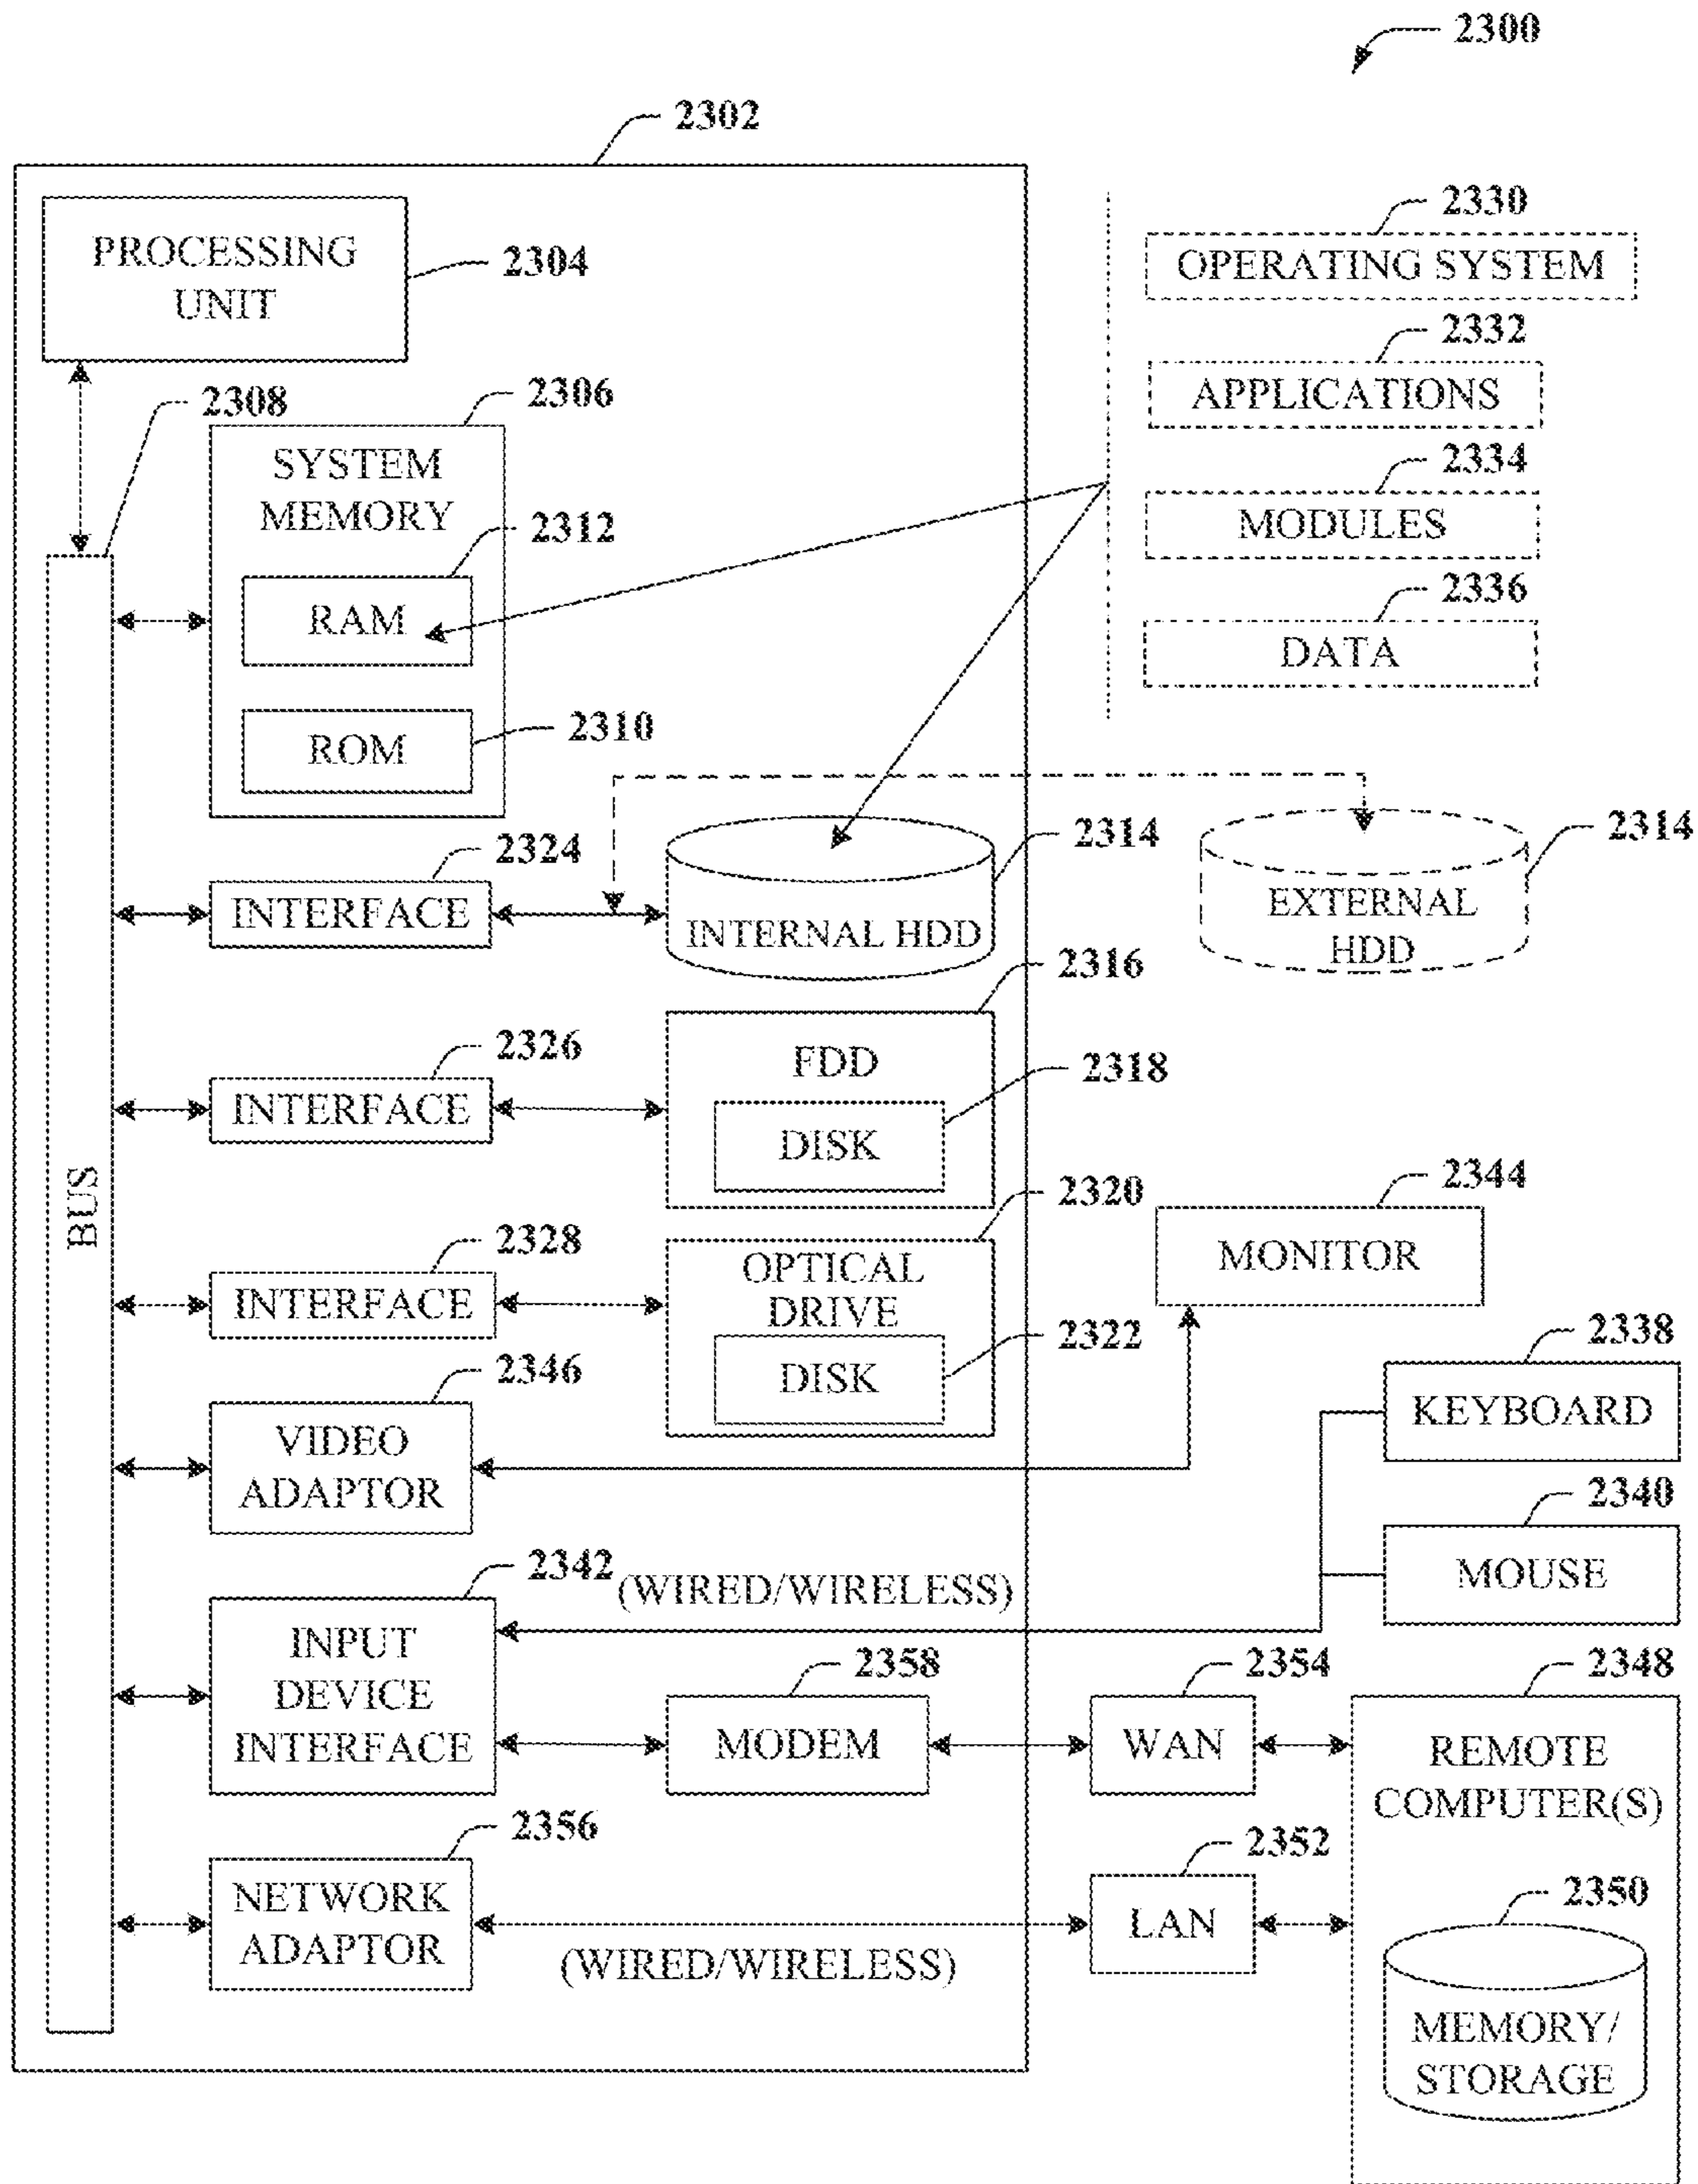 2300
2302
PROCESSING
UNIT
2304
2330
OPERATING SYSTEM
2332
APPLICATIONS
2334
MODULES
2336
DATA
2308
2306
SYSTEM
MEMORY
2312
RAM
2310
ROM
2324
INTERFACE
2314
INTERNAL HDD
2314
EXTERNAL
HDD
2326
INTERFACE
2316
FDD
2318
DISK
BUS
2328
INTERFACE
2320
OPTICAL
DRIVE
2322
DISK
2344
MONITOR
2346
VIDEO
ADAPTOR
2338
KEYBOARD
2340
MOUSE
2342
(WIRED/WIRELESS)
INPUT
DEVICE
INTERFACE
2358
MODEM
2354
WAN
2348
REMOTE
COMPUTER(S)
2356
NETWORK
ADAPTOR
(WIRED/WIRELESS)
2352
LAN
2350
MEMORY/
STORAGE